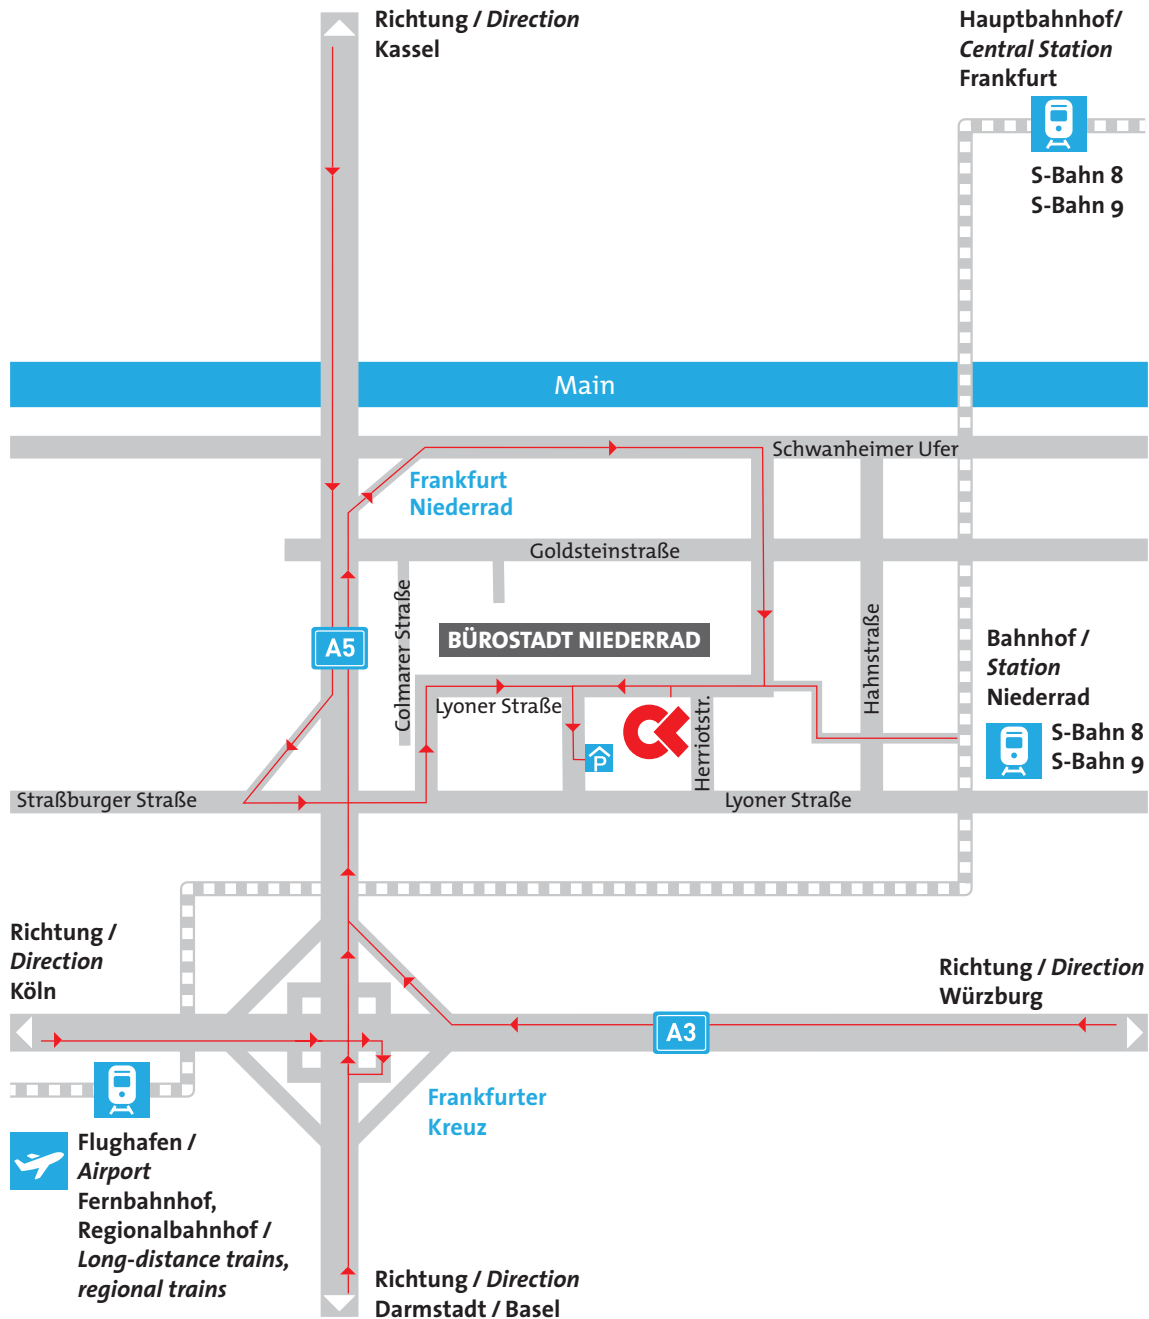 Richtung / Direction
Kassel
Hauptbahnhof/
Central Station
Frankfurt
S-Bahn 8
S-Bahn 9
Main
Schwanheimer Ufer
Frankfurt
Niederrad
Goldsteinstraße
Colmarer Straße
BÜROSTADT NIEDERRAD
A5
Hahnstraße
Bahnhof /
Station
Niederrad
S-Bahn 8
S-Bahn 9
Lyoner Straße
Herriotstr.
CK
P
Straßburger Straße
Lyoner Straße
Richtung /
Direction
Köln
Richtung / Direction
Würzburg
A3
Frankfurter
Kreuz
Flughafen /
Airport
Fernbahnhof,
Regionalbahnhof /
Long-distance trains,
regional trains
Richtung / Direction
Darmstadt / Basel